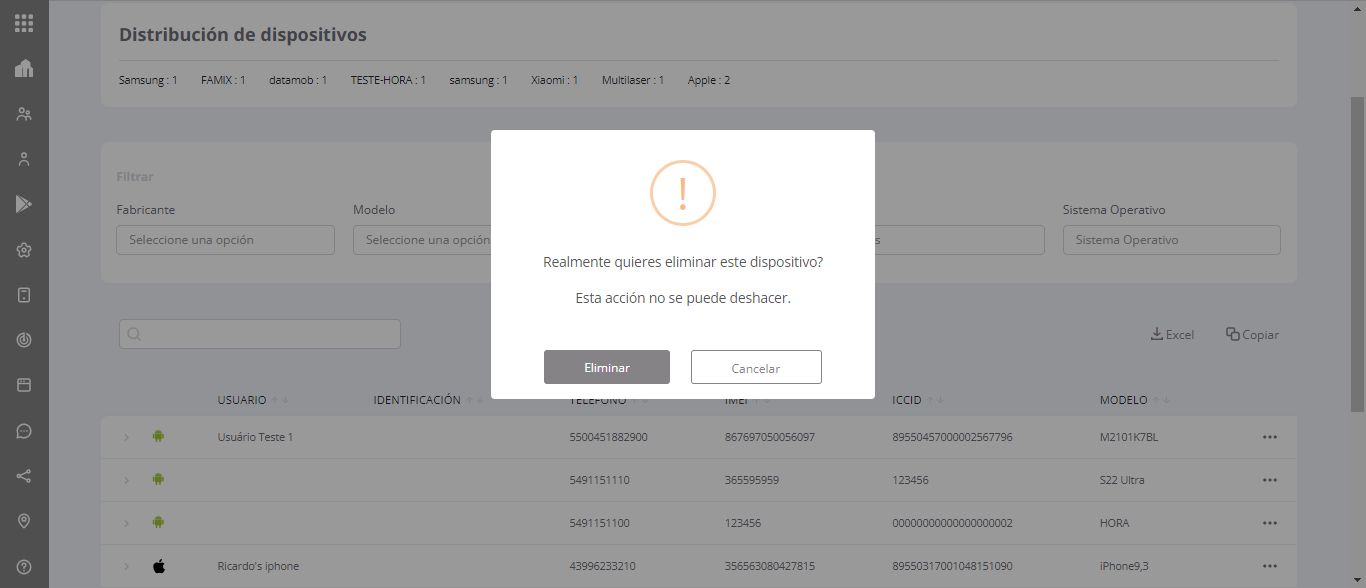 Distribución de dispositivos
Samsung : 1 FAMIX : 1 datamob : 1 TESTE-HORA : 1 samsung : 1 Xiaomi : 1 Multilaser : 1 Apple : 2
Filtrar
Fabricante Modelo Sistema Operativo
Seleccione una opción Seleccione una opción Sistema Operativo
!
Realmente quieres eliminar este dispositivo?
Esta acción no se puede deshacer.
Eliminar Cancelar
Excel Copiar
USUARIO IDENTIFICACIÓN TELÉFONO IMEI ICCID MODELO
Usuário Teste 1 5500451882900 867697050056097 89550457000002567796 M2101K7BL
5491151110 365595959 123456 S22 Ultra
5491151100 123456 00000000000000000002 HORA
Ricardo's iphone 43996233210 356563080427815 89550317001048151090 iPhone9,3